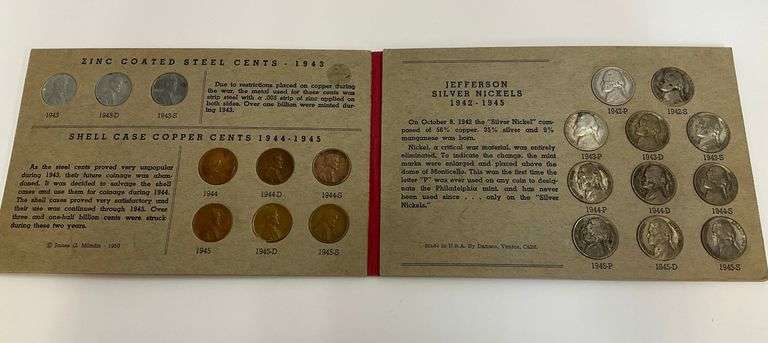 ZINC COATED STEEL CENTS - 1943
Due to restrictions placed on copper during
the war, the metal used for these cents was
strip steel with a .005 strip of zinc applied on
both sides. Over one billion were minted dur-
ing 1943.
1943 1943-D 1943-S
SHELL CASE COPPER CENTS 1944-1945
As the steel cents proved very unpopular
during 1943, their future coinage was aban-
doned. It was decided to salvage the shell
cases and use them for coinage during 1944.
The shell cases proved very satisfactory and
their use was continued through 1945. Over
three and one-half billion cents were struck
during these two years.
1944 1944-D 1944-S
1945 1945-D 1945-S
JEFFERSON
SILVER NICKELS
1942 - 1945
On October 8, 1942 the "Silver Nickel" com-
posed of 56% copper, 35% silver and 9%
manganese was born.
Nickel, a critical war material, was entirely
eliminated. To indicate the change, the mint
marks were enlarged and placed above the
dome of Monticello. This was the first time the
letter "P" was ever used on any coin to desig-
nate the Philadelphia mint, and has never
been used since . . . . only on the "Silver
Nickels."
Made in U.S.A. By Dansco, Venice, Calif.
1942-P 1942-S
1943-P 1943-D 1943-S
1944-P 1944-D 1944-S
1945-P 1945-D 1945-S